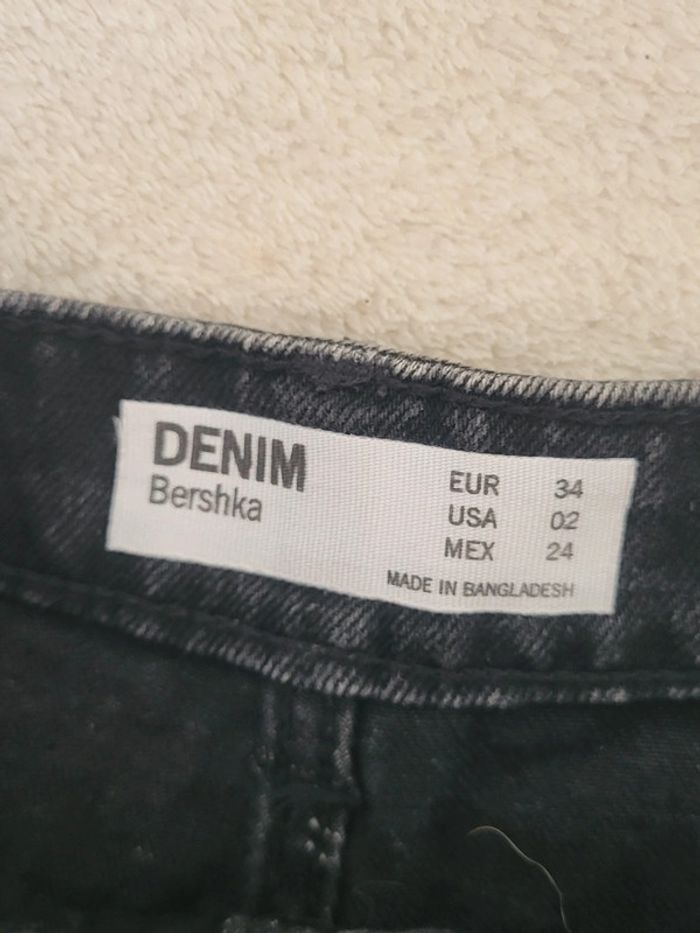 DENIM
Bershka
EUR 34
USA 02
MEX 24
MADE IN BANGLADESH